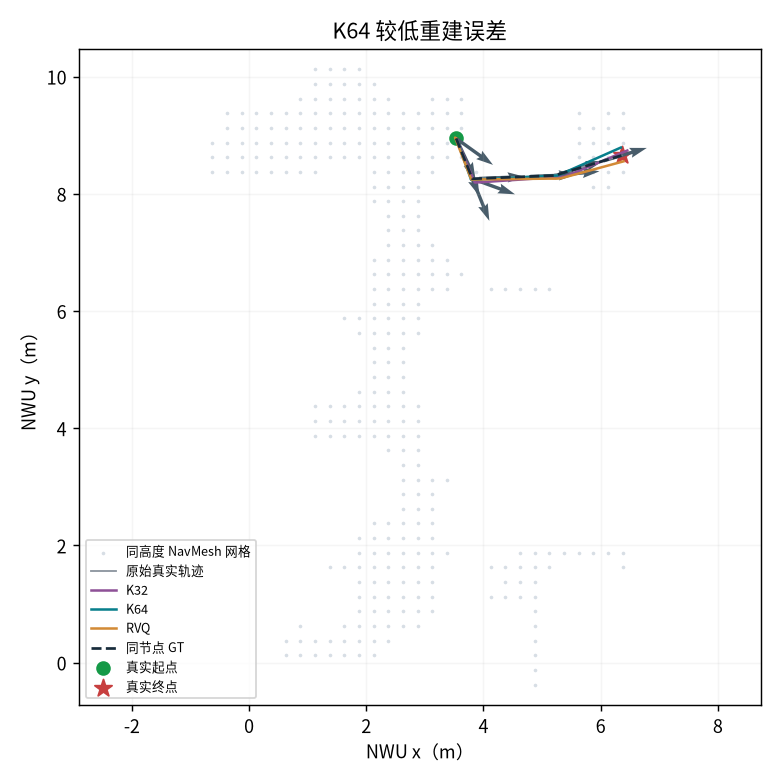 K64 较低重建误差
10
8
6
4
2
0
NWU y（m）
同高度 NavMesh 网格
原始真实轨迹
K32
K64
RVQ
同节点 GT
真实起点
真实终点
-2
0
2
4
6
8
NWU x（m）